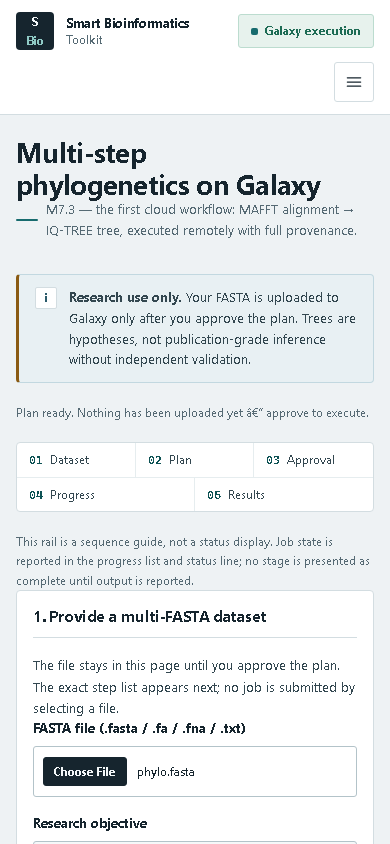 S
Bio
Smart Bioinformatics
Toolkit
Galaxy execution
Multi-step
phylogenetics on Galaxy
M7.3 — the first cloud workflow: MAFFT alignment →
IQ-TREE tree, executed remotely with full provenance.
i
Research use only. Your FASTA is uploaded to
Galaxy only after you approve the plan. Trees are
hypotheses, not publication-grade inference
without independent validation.
Plan ready. Nothing has been uploaded yet â€” approve to execute.
01 Dataset
02 Plan
03 Approval
04 Progress
05 Results
This rail is a sequence guide, not a status display. Job state is
reported in the progress list and status line; no stage is presented as
complete until output is reported.
1. Provide a multi-FASTA dataset
The file stays in this page until you approve the plan.
The exact step list appears next; no job is submitted by
selecting a file.
FASTA file (.fasta / .fa / .fna / .txt)
Choose File phylo.fasta
Research objective